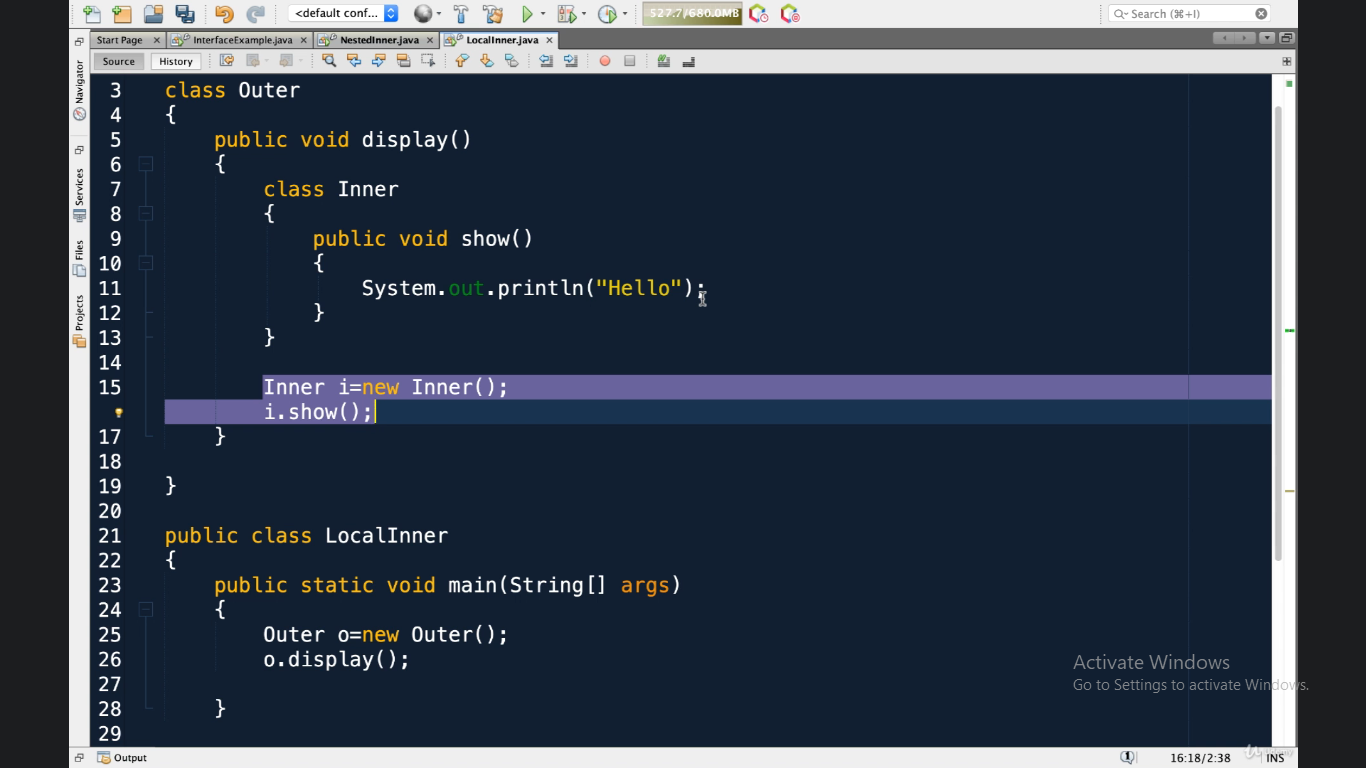 <default conf...
527.7/680.0MB
Search (⌘+I)
Start Page
InterfaceExample.java
NestedInner.java
LocalInner.java
Source
History
Navigator
Services
Files
Projects
3 class Outer
4 {
5 public void display()
6 {
7 class Inner
8 {
9 public void show()
10 {
11 System.out.println("Hello");
12 }
13 }
14
15 Inner i=new Inner();
i.show();
17 }
18
19 }
20
21 public class LocalInner
22 {
23 public static void main(String[] args)
24 {
25 Outer o=new Outer();
26 o.display();
27
28 }
29
Activate Windows
Go to Settings to activate Windows.
Output
1
16:18/2:38
INS